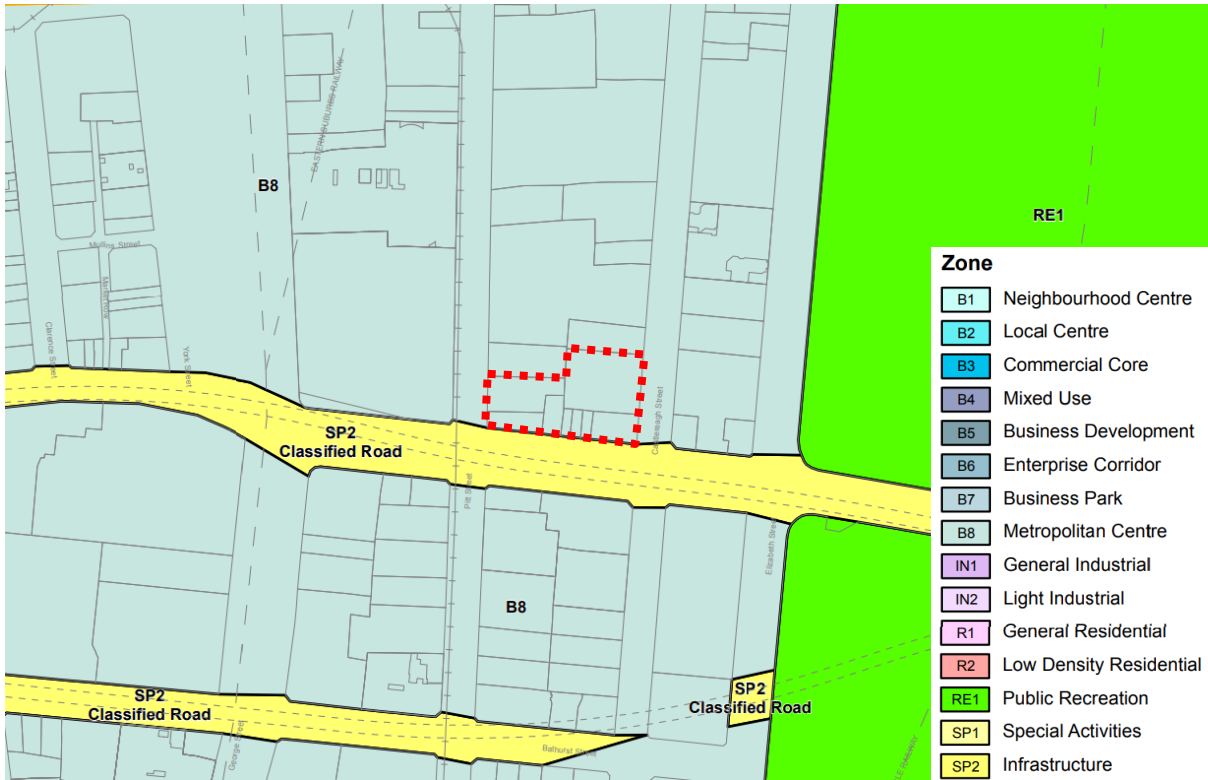 EASTERN SUBURBS RAILWAY
B8
RE1
Mullins Street
Market Row
Clarence Street
York Street
Castlereagh Street
SP2
Classified Road
Pitt Street
Elizabeth Street
B8
SP2
Classified Road
SP2
Classified Road
George Street
Bathurst Street
LE RAILWAY
Zone
B1 Neighbourhood Centre
B2 Local Centre
B3 Commercial Core
B4 Mixed Use
B5 Business Development
B6 Enterprise Corridor
B7 Business Park
B8 Metropolitan Centre
IN1 General Industrial
IN2 Light Industrial
R1 General Residential
R2 Low Density Residential
RE1 Public Recreation
SP1 Special Activities
SP2 Infrastructure